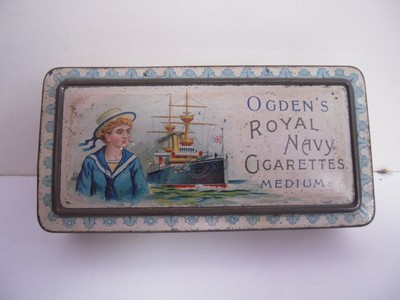 OGDEN'S
ROYAL
NAVY
CIGARETTES.
MEDIUM.